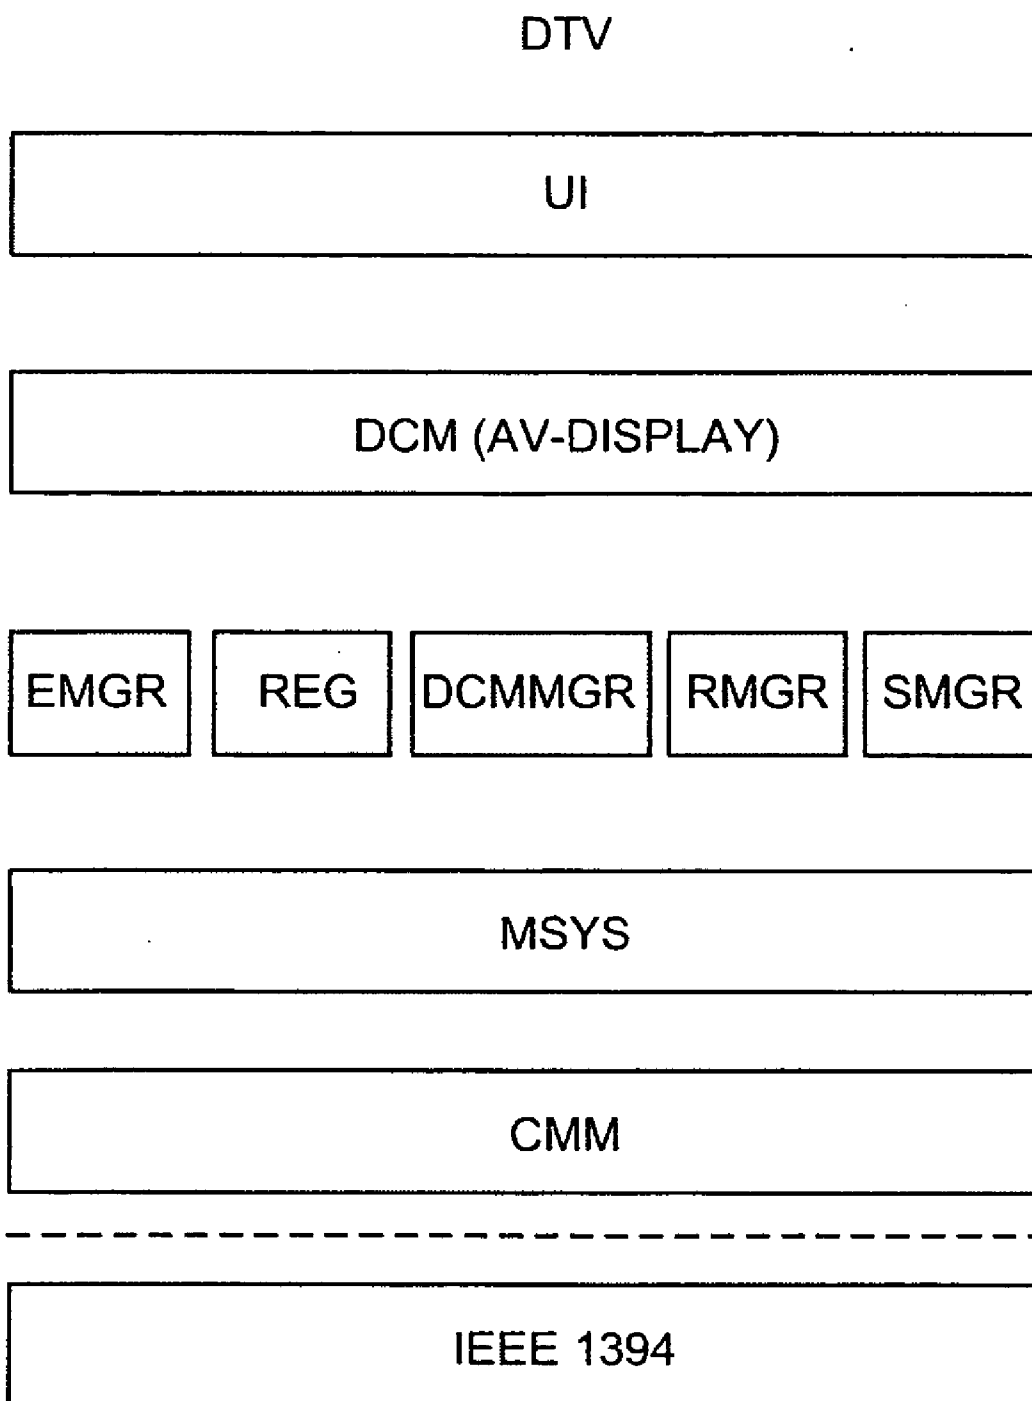 DTV
UI
DCM (AV-DISPLAY)
EMGR REG DCMMGR RMGR SMGR
MSYS
CMM
IEEE 1394